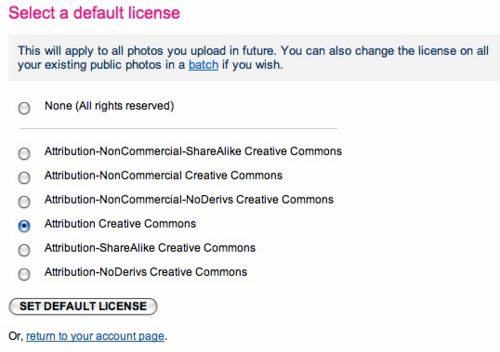 Select a default license
This will apply to all photos you upload in future. You can also change the license on all
your existing public photos in a batch if you wish.
None (All rights reserved)
Attribution-NonCommercial-ShareAlike Creative Commons
Attribution-NonCommercial Creative Commons
Attribution-NonCommercial-NoDerivs Creative Commons
Attribution Creative Commons
Attribution-ShareAlike Creative Commons
Attribution-NoDerivs Creative Commons
SET DEFAULT LICENSE
Or, return to your account page.